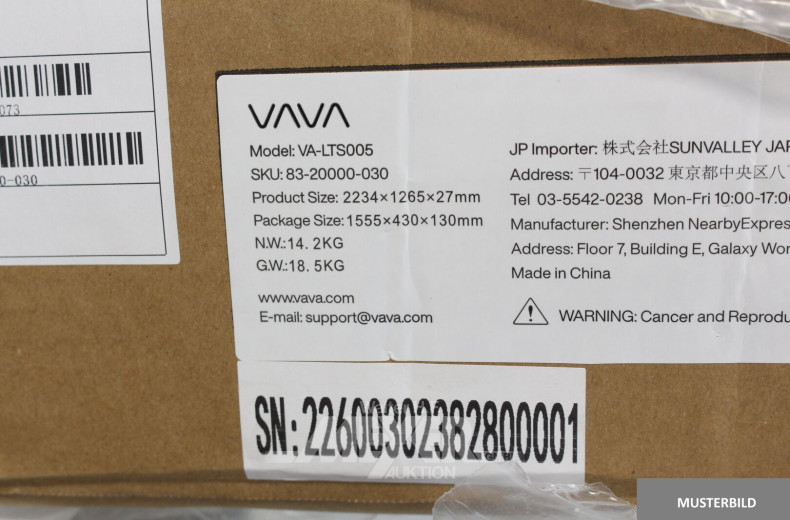 073
0-030
VAVA
Model: VA-LTS005
SKU: 83-20000-030
Product Size: 2234×1265×27mm
Package Size: 1555×430×130mm
N.W.:14.2KG
G.W.:18.5KG
www.vava.com
E-mail: support@vava.com
JP Importer: 株式会社SUNVALLEY JAP
Address: 〒104-0032 東京都中央区八丁
Tel 03-5542-0238 Mon-Fri 10:00-17:00
Manufacturer: Shenzhen NearbyExpress
Address: Floor 7, Building E, Galaxy Wor
Made in China
WARNING: Cancer and Reprodu
SN: 22600302382800001
AUKTION
MUSTERBILD